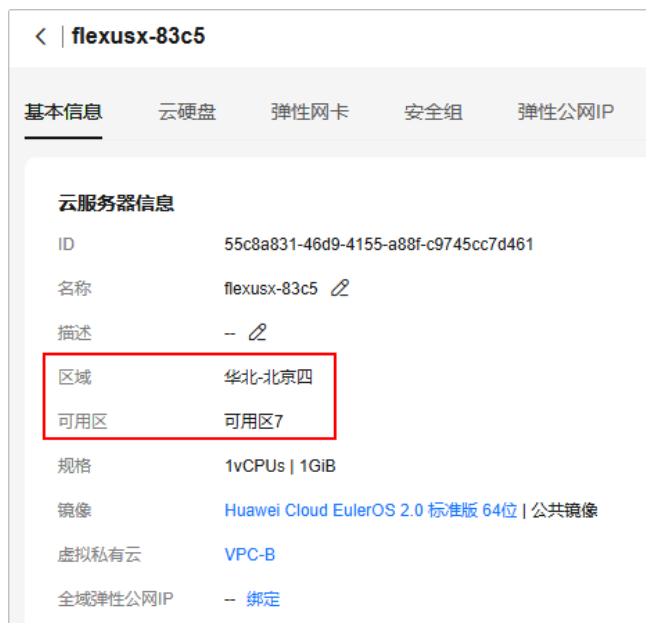 flexusx-83c5
基本信息 云硬盘 弹性网卡 安全组 弹性公网IP
云服务器信息
ID 55c8a831-46d9-4155-a88f-c9745cc7d461
名称 flexusx-83c5
描述 --
区域 华北-北京四
可用区 可用区7
规格 1vCPUs | 1GiB
镜像 Huawei Cloud EulerOS 2.0 标准版 64位 | 公共镜像
虚拟私有云 VPC-B
全域弹性公网IP -- 绑定